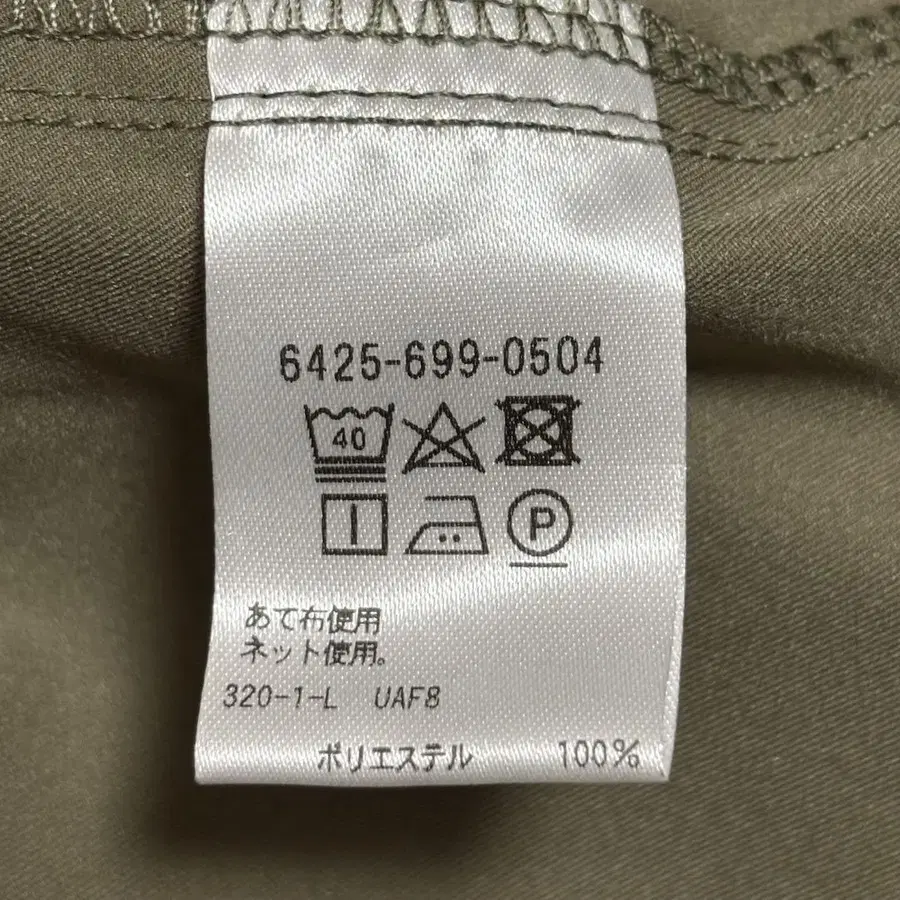 6425-699-0504
40
P
あて布使用
ネット使用。
320-1-L UAF8
ポリエステル 100%